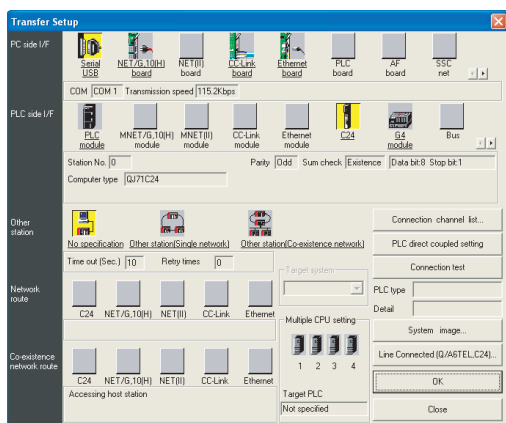 Transfer Setup
PC side I/F
Serial USB
NET/G,10(H) board
NET(II) board
CC-Link board
Ethernet board
PLC board
AF board
SSC net
COM COM 1 Transmission speed 115.2Kbps
PLC side I/F
PLC module
MNET/G,10(H) module
MNET(II) module
CC-Link module
Ethernet module
C24
G4 module
Bus
Station No. 0 Parity Odd Sum check Existence Data bit:8 Stop bit:1
Computer type QJ71C24
Other station
No specification
Other station(Single network)
Other station(Co-existence network)
Time out (Sec.) 10 Retry times 0
Target system
Connection channel list...
PLC direct coupled setting
Connection test
PLC type
Detail
System image...
Line Connected (Q/A6TEL,C24)...
OK
Close
Network route
C24 NET/G,10(H) NET(II) CC-Link Ethernet
Multiple CPU setting
1 2 3 4
Target PLC
Not specified
Co-existence network route
C24 NET/G,10(H) NET(II) CC-Link Ethernet
Accessing host station